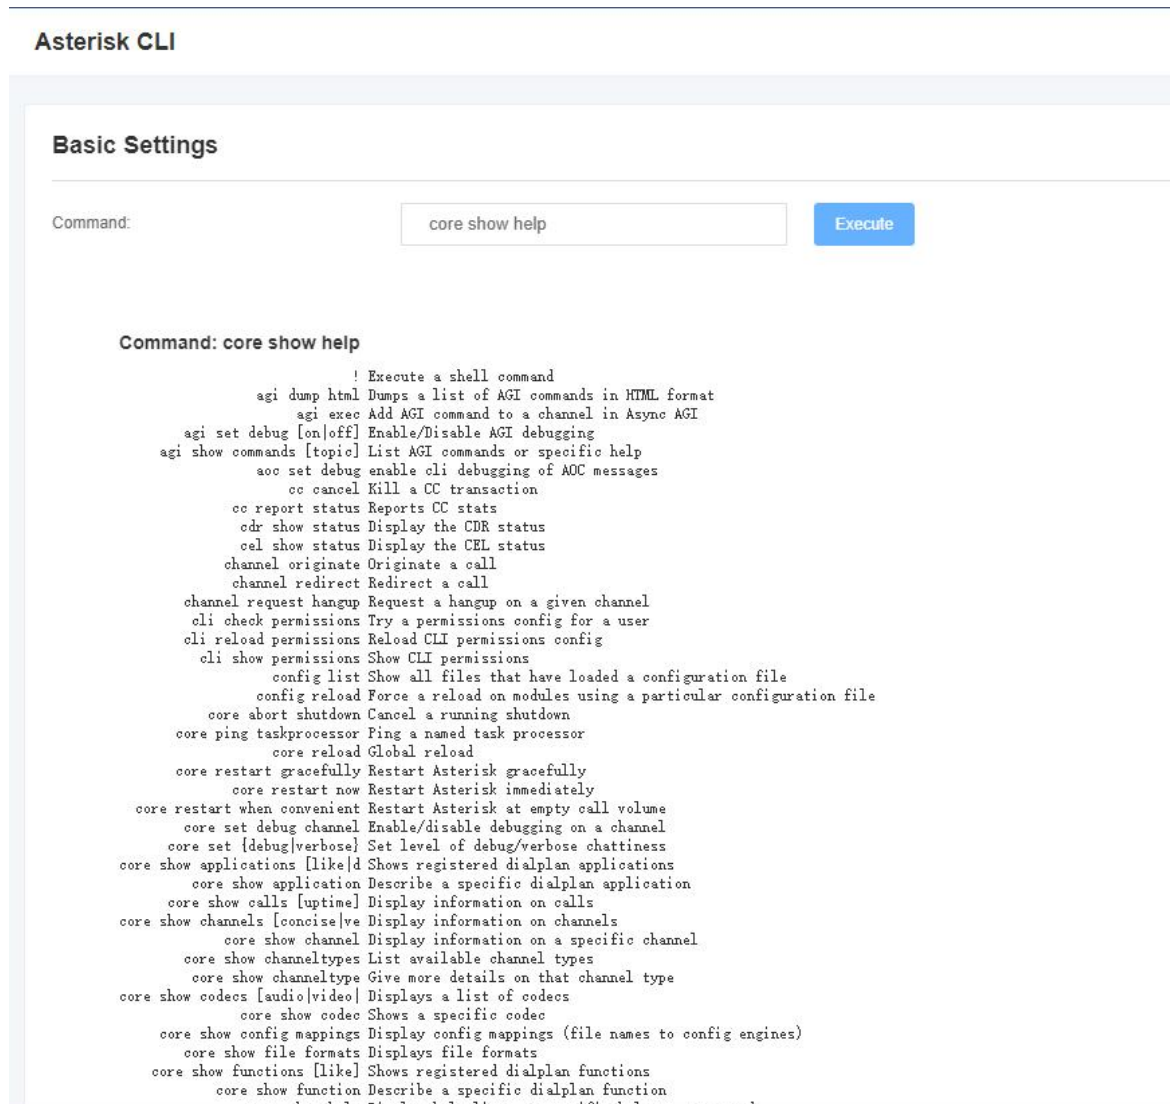 Asterisk CLI
Basic Settings
Command: core show help Execute
Command: core show help
! Execute a shell command
agi dump html Dumps a list of AGI commands in HTML format
agi exec Add AGI command to a channel in Async AGI
agi set debug [on|off] Enable/Disable AGI debugging
agi show commands [topic] List AGI commands or specific help
aoc set debug enable cli debugging of AOC messages
cc cancel Kill a CC transaction
cc report status Reports CC stats
cdr show status Display the CDR status
cel show status Display the CEL status
channel originate Originate a call
channel redirect Redirect a call
channel request hangup Request a hangup on a given channel
cli check permissions Try a permissions config for a user
cli reload permissions Reload CLI permissions config
cli show permissions Show CLI permissions
config list Show all files that have loaded a configuration file
config reload Force a reload on modules using a particular configuration file
core abort shutdown Cancel a running shutdown
core ping taskprocessor Ping a named task processor
core reload Global reload
core restart gracefully Restart Asterisk gracefully
core restart now Restart Asterisk immediately
core restart when convenient Restart Asterisk at empty call volume
core set debug channel Enable/disable debugging on a channel
core set {debug|verbose} Set level of debug/verbose chattiness
core show applications [like|d Shows registered dialplan applications
core show application Describe a specific dialplan application
core show calls [uptime] Display information on calls
core show channels [concise|ve Display information on channels
core show channel Display information on a specific channel
core show channeltypes List available channel types
core show channeltype Give more details on that channel type
core show codecs [audio|video| Displays a list of codecs
core show codec Shows a specific codec
core show config mappings Display config mappings (file names to config engines)
core show file formats Displays file formats
core show functions [like] Shows registered dialplan functions
core show function Describe a specific dialplan function